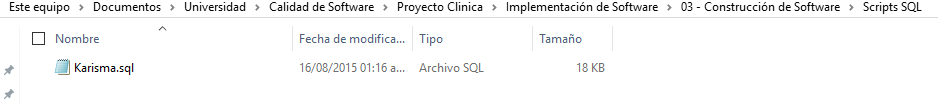 Este equipo > Documentos > Universidad > Calidad de Software > Proyecto Clinica > Implementación de Software > 03 - Construcción de Software > Scripts SQL
Nombre Fecha de modifica... Tipo Tamaño
Karisma.sql 16/08/2015 01:16 a... Archivo SQL 18 KB